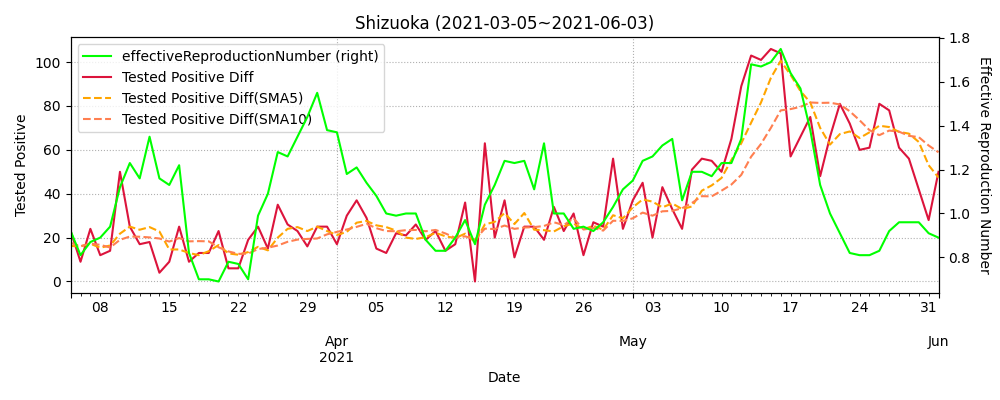 Shizuoka (2021-03-05~2021-06-03)
effectiveReproductionNumber (right)
Tested Positive Diff
Tested Positive Diff(SMA5)
Tested Positive Diff(SMA10)
Tested Positive
100
80
60
40
20
0
Effective Reproduction Number
1.8
1.6
1.4
1.2
1.0
0.8
08 15 22 29 05 12 19 26 03 10 17 24 31
Apr May Jun
2021
Date